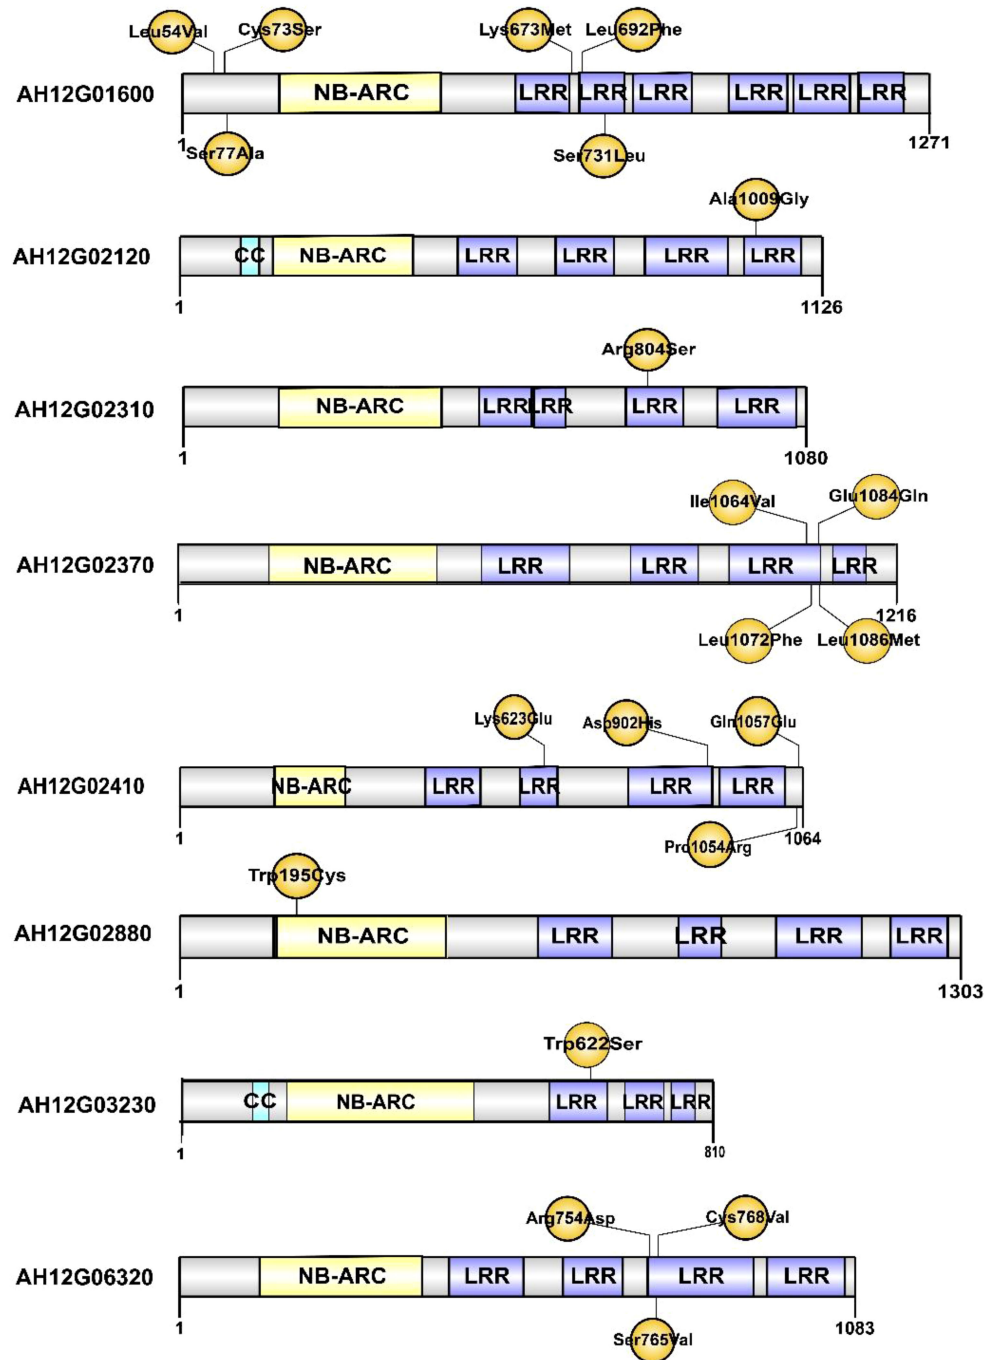 Leu54Val Cys73Ser Lys673Met Leu692Phe
AH12G01600 NB-ARC LRR LRR LRR LRR LRR LRR
1 1271
Ser77Ala Ser731Leu
Ala1009Gly
AH12G02120 CC NB-ARC LRR LRR LRR LRR
1 1126
Arg804Ser
AH12G02310 NB-ARC LRR LRR LRR LRR
1 1080
Ile1064Val Glu1084Gln
AH12G02370 NB-ARC LRR LRR LRR LRR
1 1216
Leu1072Phe Leu1086Met
Lys623Glu Asp902His Gln1057Glu
AH12G02410 NB-ARC LRR LRR LRR LRR
1 1064
Pro1054Arg
Trp195Cys
AH12G02880 NB-ARC LRR LRR LRR LRR
1 1303
Trp622Ser
AH12G03230 CC NB-ARC LRR LRR LRR
1 810
Arg754Asp Cys768Val
AH12G06320 NB-ARC LRR LRR LRR LRR
1 1083
Ser765Val